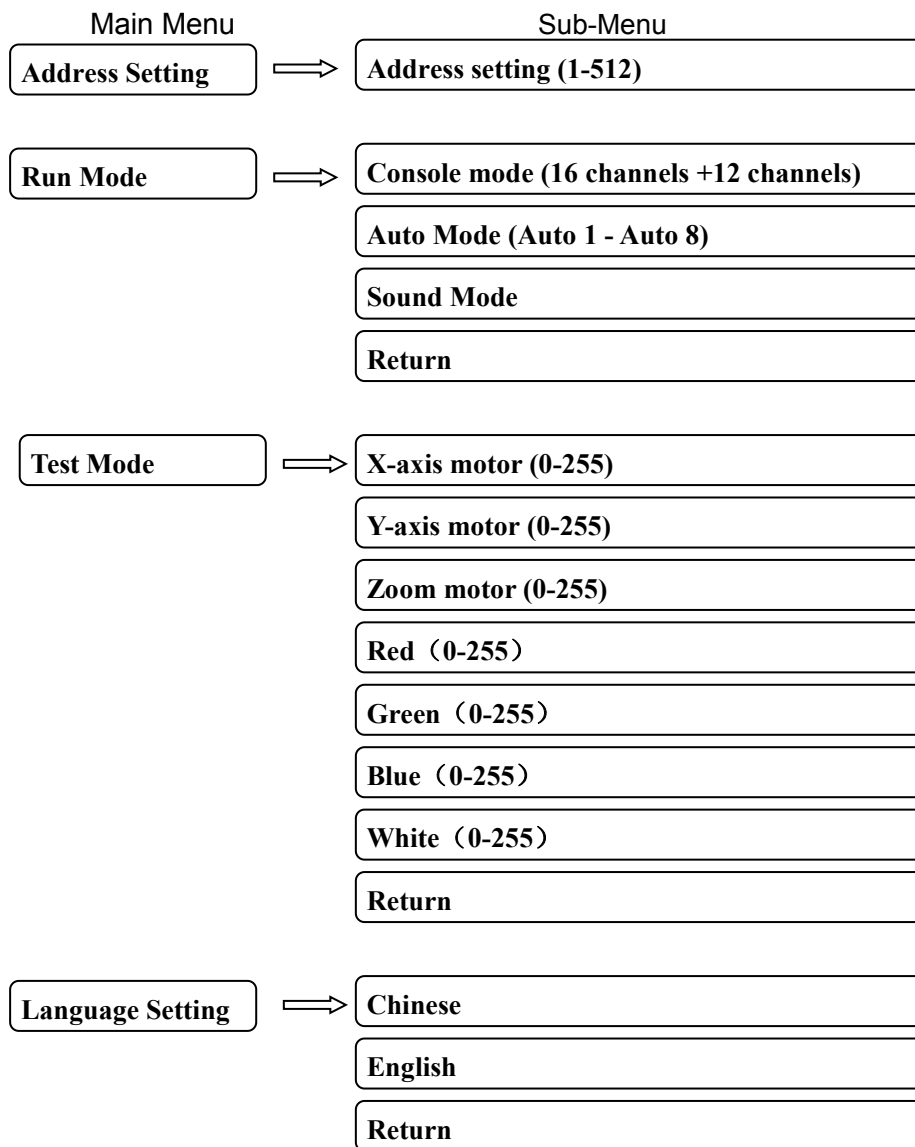 Main Menu Sub-Menu
Address Setting Address setting (1-512)
Run Mode Console mode (16 channels +12 channels)
Auto Mode (Auto 1 - Auto 8)
Sound Mode
Return
Test Mode X-axis motor (0-255)
Y-axis motor (0-255)
Zoom motor (0-255)
Red（0-255）
Green（0-255）
Blue（0-255）
White（0-255）
Return
Language Setting Chinese
English
Return